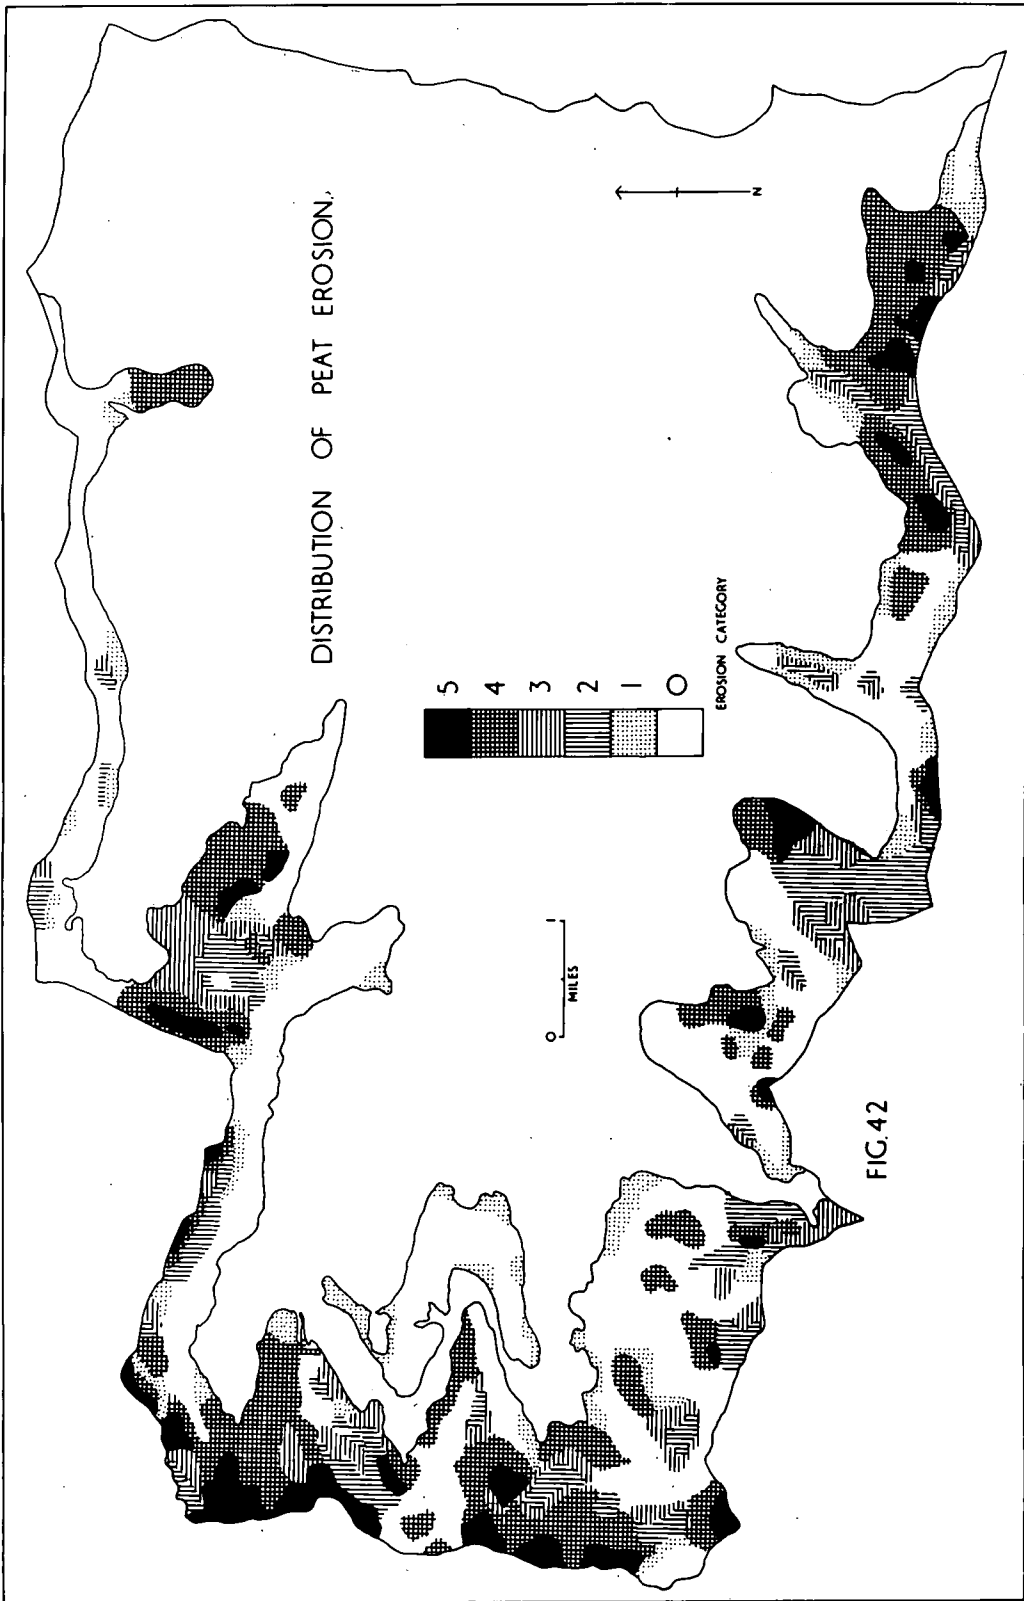 DISTRIBUTION OF PEAT EROSION.
N
5
4
3
2
1
0
EROSION CATEGORY
0 1
MILES
FIG. 42